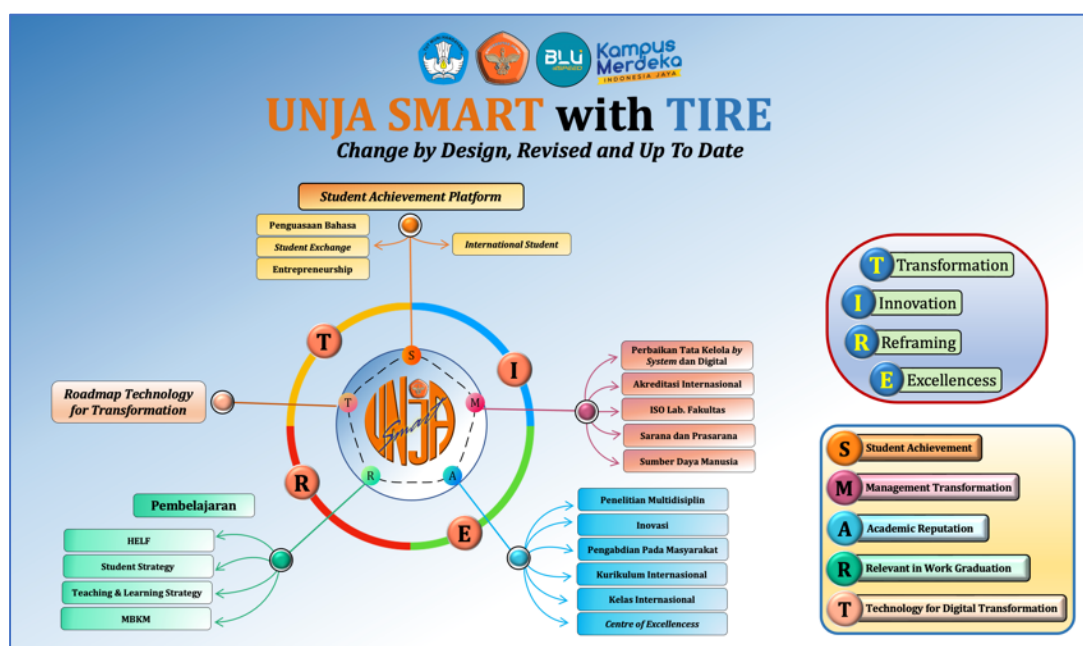 BLU
SPEED
Kampus
Merdeka
INDONESIA JAYA
UNJA SMART with TIRE
Change by Design, Revised and Up To Date
Student Achievement Platform
Penguasaan Bahasa
Student Exchange
Entrepreneurship
International Student
T
I
R
E
S
M
A
R
T
UNJA
Smart
Roadmap Technology
for Transformation
Perbaikan Tata Kelola by
System dan Digital
Akreditasi Internasional
ISO Lab. Fakultas
Sarana dan Prasarana
Sumber Daya Manusia
Pembelajaran
HELF
Student Strategy
Teaching & Learning Strategy
MBKM
Penelitian Multidisiplin
Inovasi
Pengabdian Pada Masyarakat
Kurikulum Internasional
Kelas Internasional
Centre of Excellencess
T Transformation
I Innovation
R Reframing
E Excellencess
S Student Achievement
M Management Transformation
A Academic Reputation
R Relevant in Work Graduation
T Technology for Digital Transformation